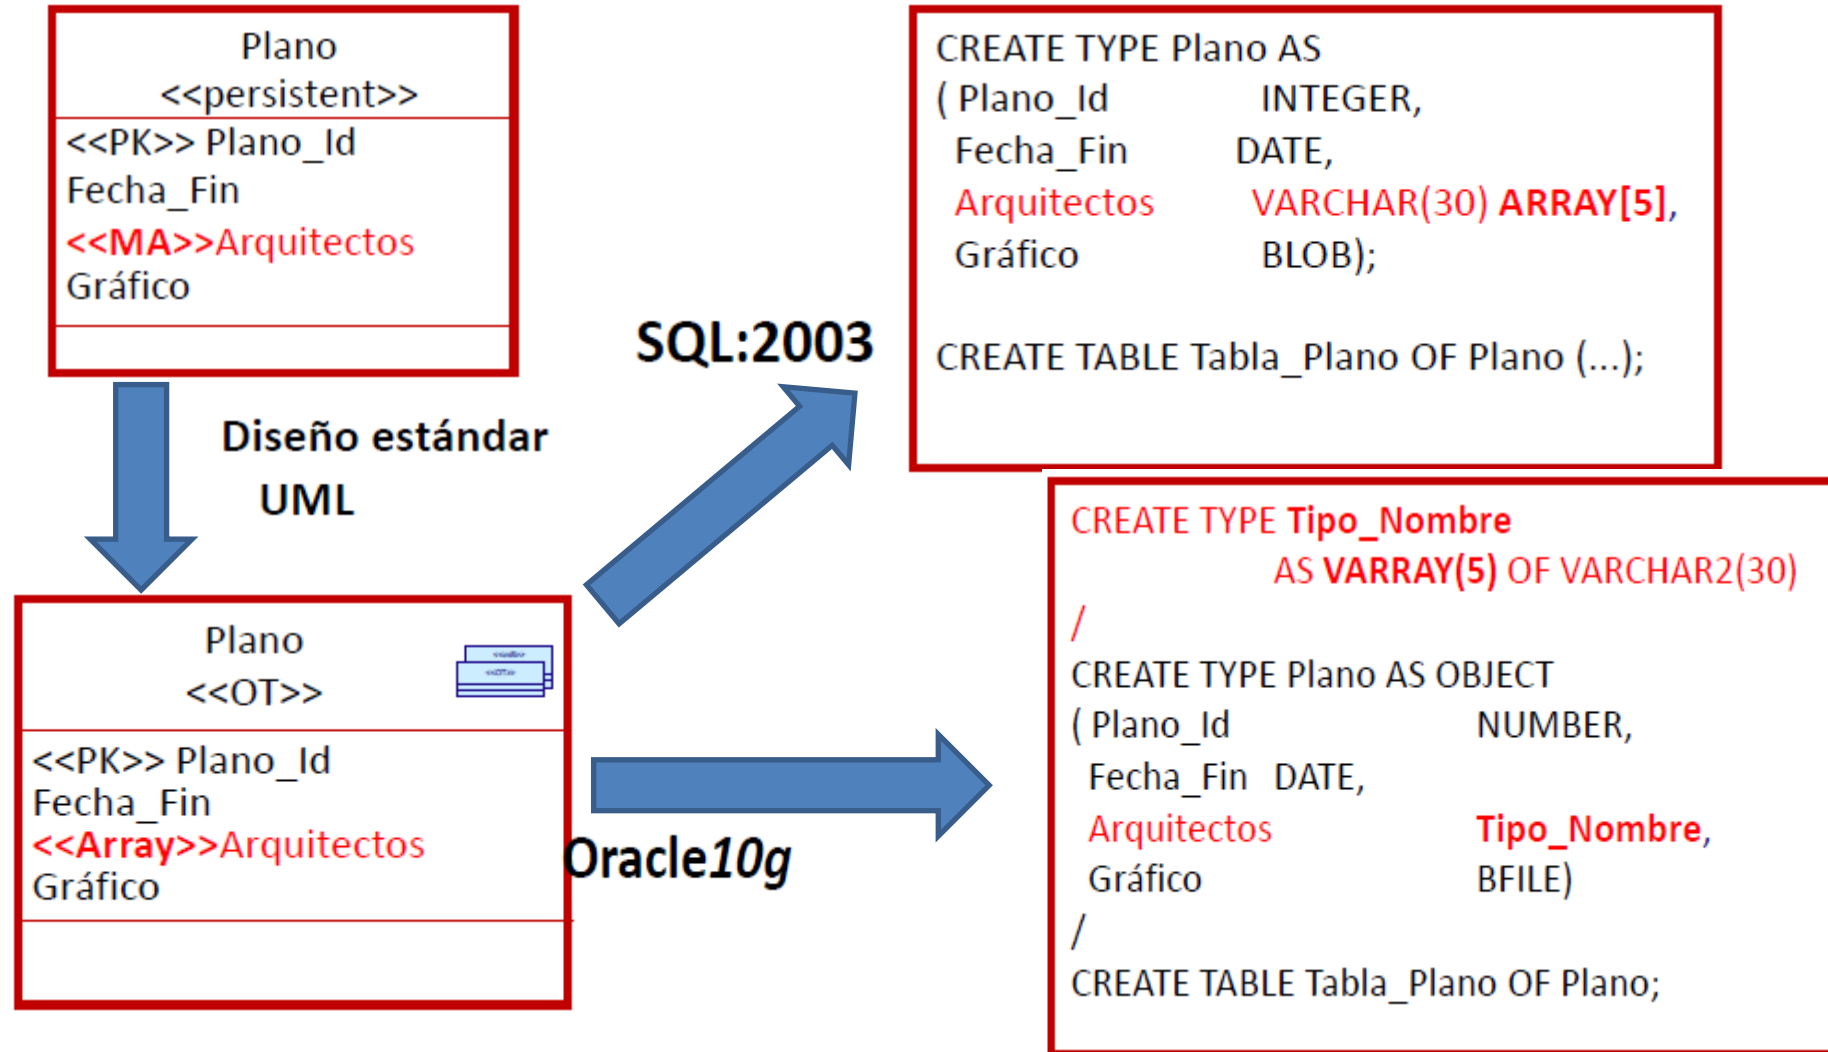 Plano
<<persistent>>
<<PK>> Plano_Id
Fecha_Fin
<<MA>>Arquitectos
Gráfico
Diseño estándar
UML
Plano
<<OT>>
<<PK>> Plano_Id
Fecha_Fin
<<Array>>Arquitectos
Gráfico
SQL:2003
CREATE TYPE Plano AS
( Plano_Id INTEGER,
Fecha_Fin DATE,
Arquitectos VARCHAR(30) ARRAY[5],
Gráfico BLOB);
CREATE TABLE Tabla_Plano OF Plano (...);
Oracle10g
CREATE TYPE Tipo_Nombre
AS VARRAY(5) OF VARCHAR2(30)
/
CREATE TYPE Plano AS OBJECT
( Plano_Id NUMBER,
Fecha_Fin DATE,
Arquitectos Tipo_Nombre,
Gráfico BFILE)
/
CREATE TABLE Tabla_Plano OF Plano;